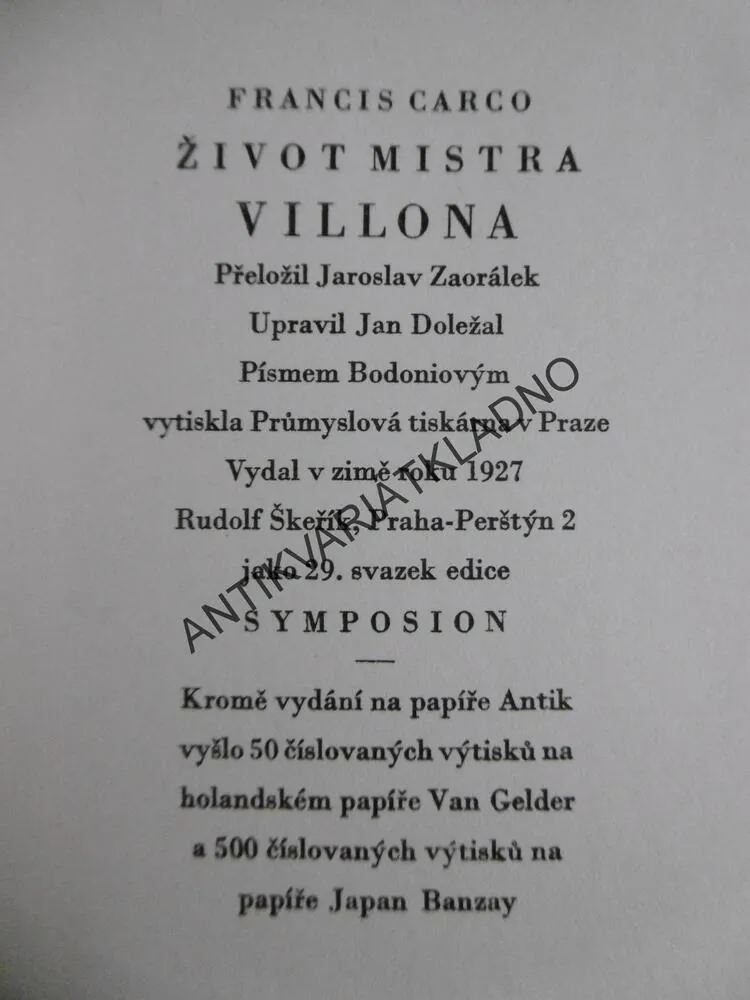 FRANCIS CARCO
ŽIVOT MISTRA
VILLONA
Přeložil Jaroslav Zaorálek
Upravil Jan Doležal
Písmem Bodoniovým
vytiskla Průmyslová tiskárna v Praze
Vydal v zimě roku 1927
Rudolf Škeřík, Praha-Perštýn 2
jako 29. svazek edice
SYMPOSION
Kromě vydání na papíře Antik
vyšlo 50 číslovaných výtisků na
holandském papíře Van Gelder
a 500 číslovaných výtisků na
papíře Japan Banzay
ANTIKVARIATKLADNO